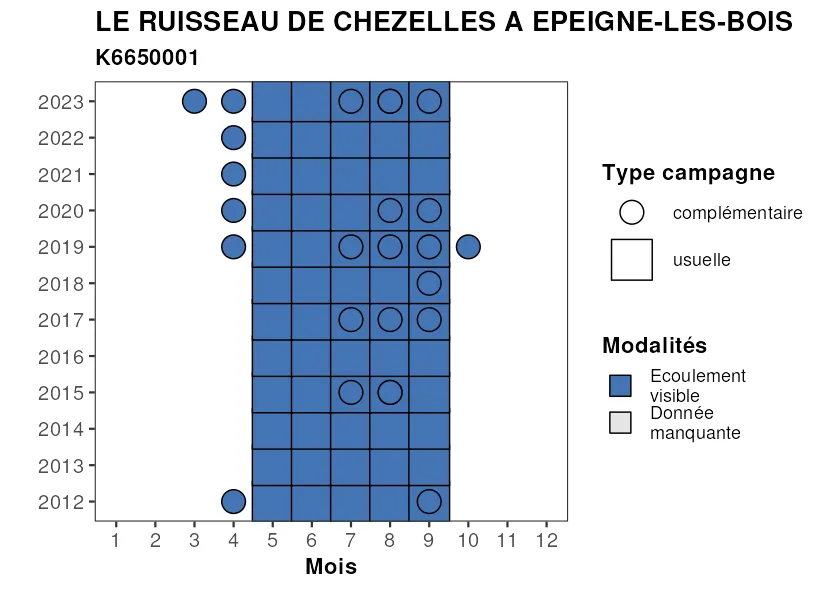 LE RUISSEAU DE CHEZELLES A EPEIGNE-LES-BOIS
K6650001
2023
2022
2021
2020
2019
2018
2017
2016
2015
2014
2013
2012
1 2 3 4 5 6 7 8 9 10 11 12
Mois
Type campagne
complémentaire
usuelle
Modalités
Ecoulement
visible
Donnée
manquante